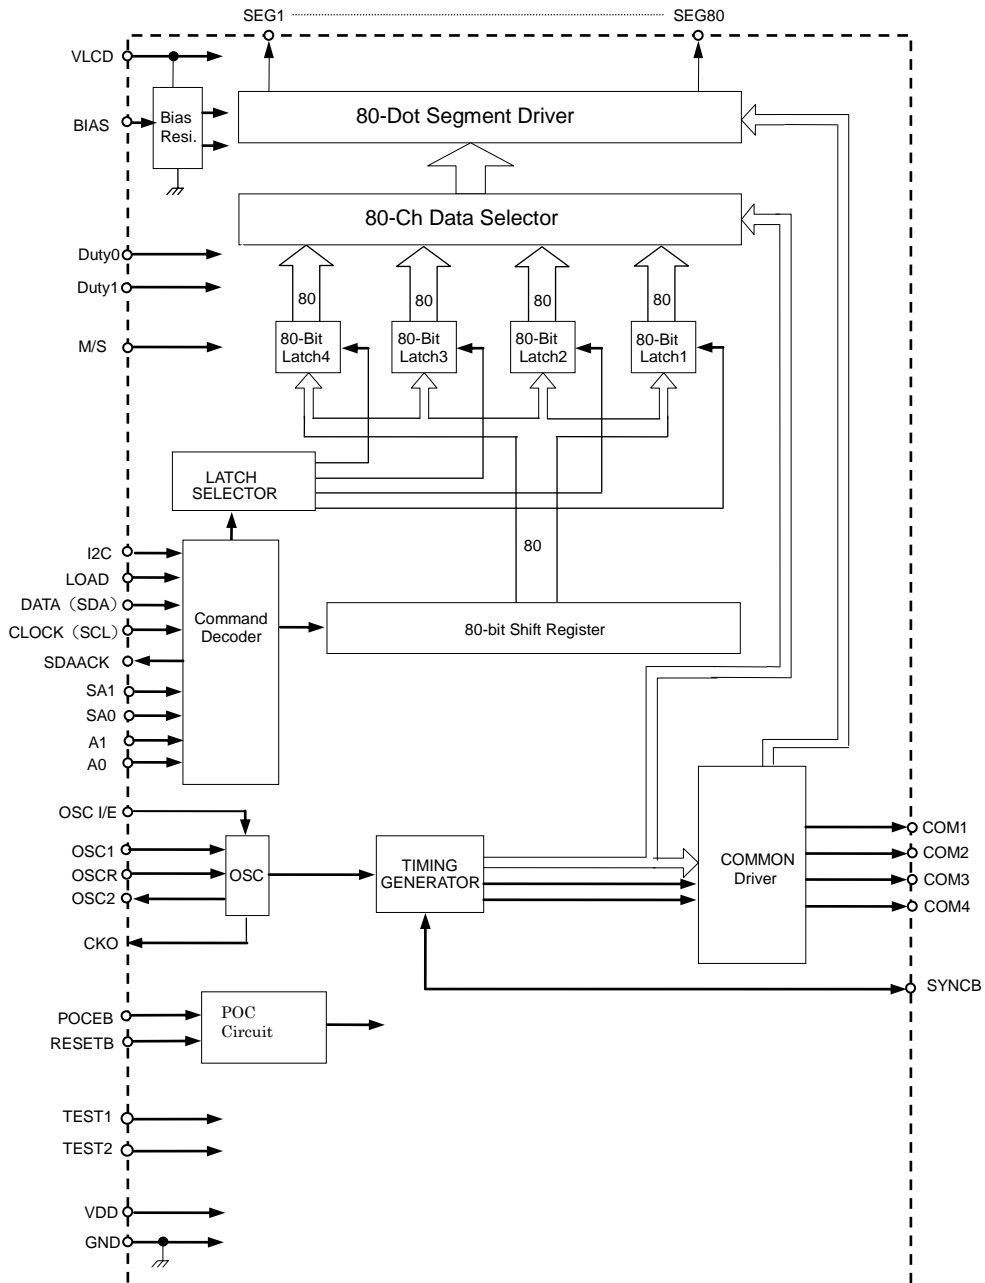 SEG1
SEG80
VLCD
80-Dot Segment Driver
Bias
Resi.
BIAS
80-Ch Data Selector
Duty0
Duty1
80
80
80
80
M/S
80-Bit
Latch4
80-Bit
Latch3
80-Bit
Latch2
80-Bit
Latch1
LATCH
SELECTOR
80
I2C
LOAD
DATA（SDA）
CLOCK（SCL）
SDAACK
SA1
SA0
A1
A0
Command
Decoder
80-bit Shift Register
OSC I/E
OSC1
OSCR
OSC2
CKO
OSC
TIMING
GENERATOR
COMMON
Driver
COM1
COM2
COM3
COM4
SYNCB
POCEB
RESETB
POC
Circuit
TEST1
TEST2
VDD
GND